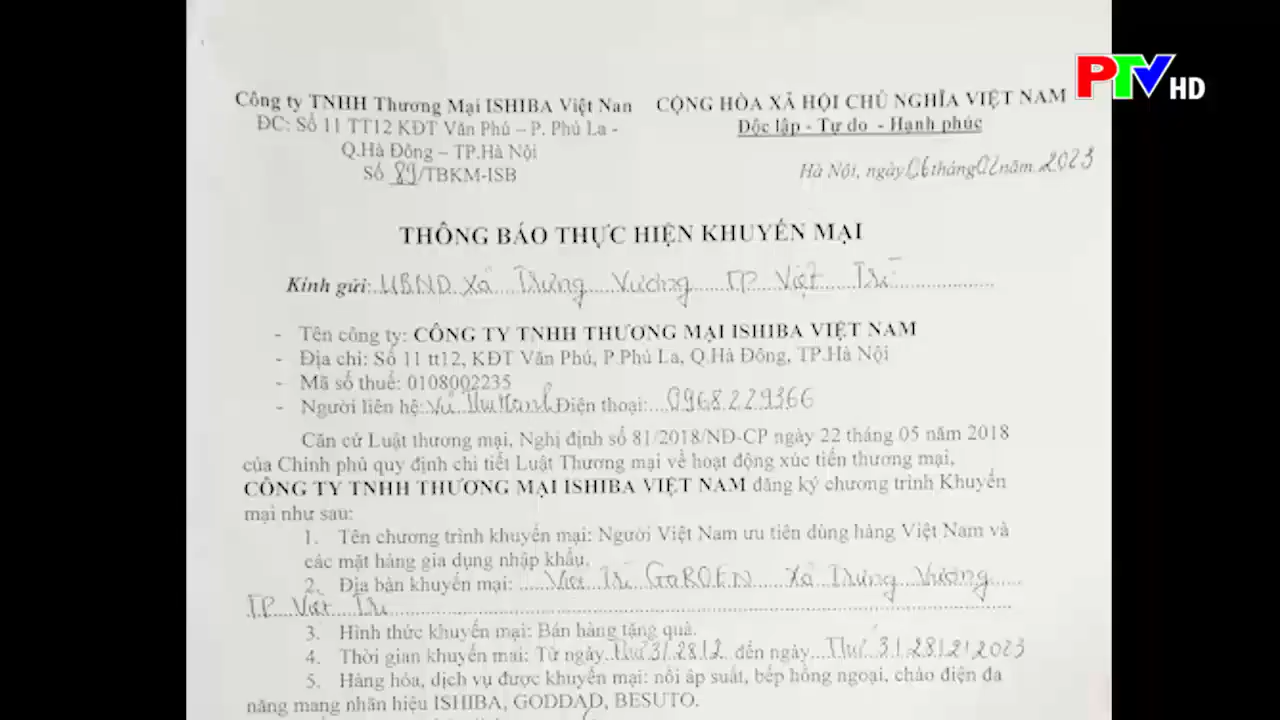 PTV HD
Công ty TNHH Thương Mại ISHIBA Việt Nan
ĐC: Số 11 TT12 KĐT Văn Phú – P. Phú La -
Q.Hà Đông – TP.Hà Nội
Số 89/TBKM-ISB
CỘNG HÒA XÃ HỘI CHỦ NGHĨA VIỆT NAM
Độc lập - Tự do - Hạnh phúc
Hà Nội, ngày 06 tháng 02 năm 2023
THÔNG BÁO THỰC HIỆN KHUYẾN MẠI
Kính gửi: UBND xã Trưng Vương TP Việt Trì
- Tên công ty: CÔNG TY TNHH THƯƠNG MẠI ISHIBA VIỆT NAM
- Địa chỉ: Số 11 tt12, KĐT Văn Phú, P.Phú La, Q.Hà Đông, TP.Hà Nội
- Mã số thuế: 0108002235
- Người liên hệ: Vũ Thu Điện thoại: 0968229366
Căn cứ Luật thương mại, Nghị định số 81/2018/NĐ-CP ngày 22 tháng 05 năm 2018
của Chính phủ quy định chi tiết Luật Thương mại về hoạt động xúc tiến thương mại,
CÔNG TY TNHH THƯƠNG MẠI ISHIBA VIỆT NAM đăng ký chương trình Khuyến
mại như sau:
1. Tên chương trình khuyến mại: Người Việt Nam ưu tiên dùng hàng Việt Nam và
các mặt hàng gia dụng nhập khẩu.
2. Địa bàn khuyến mại: Việt Trì GaRDEN xã Trưng Vương
TP Việt Trì
3. Hình thức khuyến mại: Bán hàng tặng quà.
4. Thời gian khuyến mại: Từ ngày Thứ 3/28/2 đến ngày Thứ 3/28/2/2023
5. Hàng hóa, dịch vụ được khuyến mại: nồi áp suất, bếp hồng ngoại, chảo điện đa
năng mang nhãn hiệu ISHIBA, GODDAD, BESUTO.